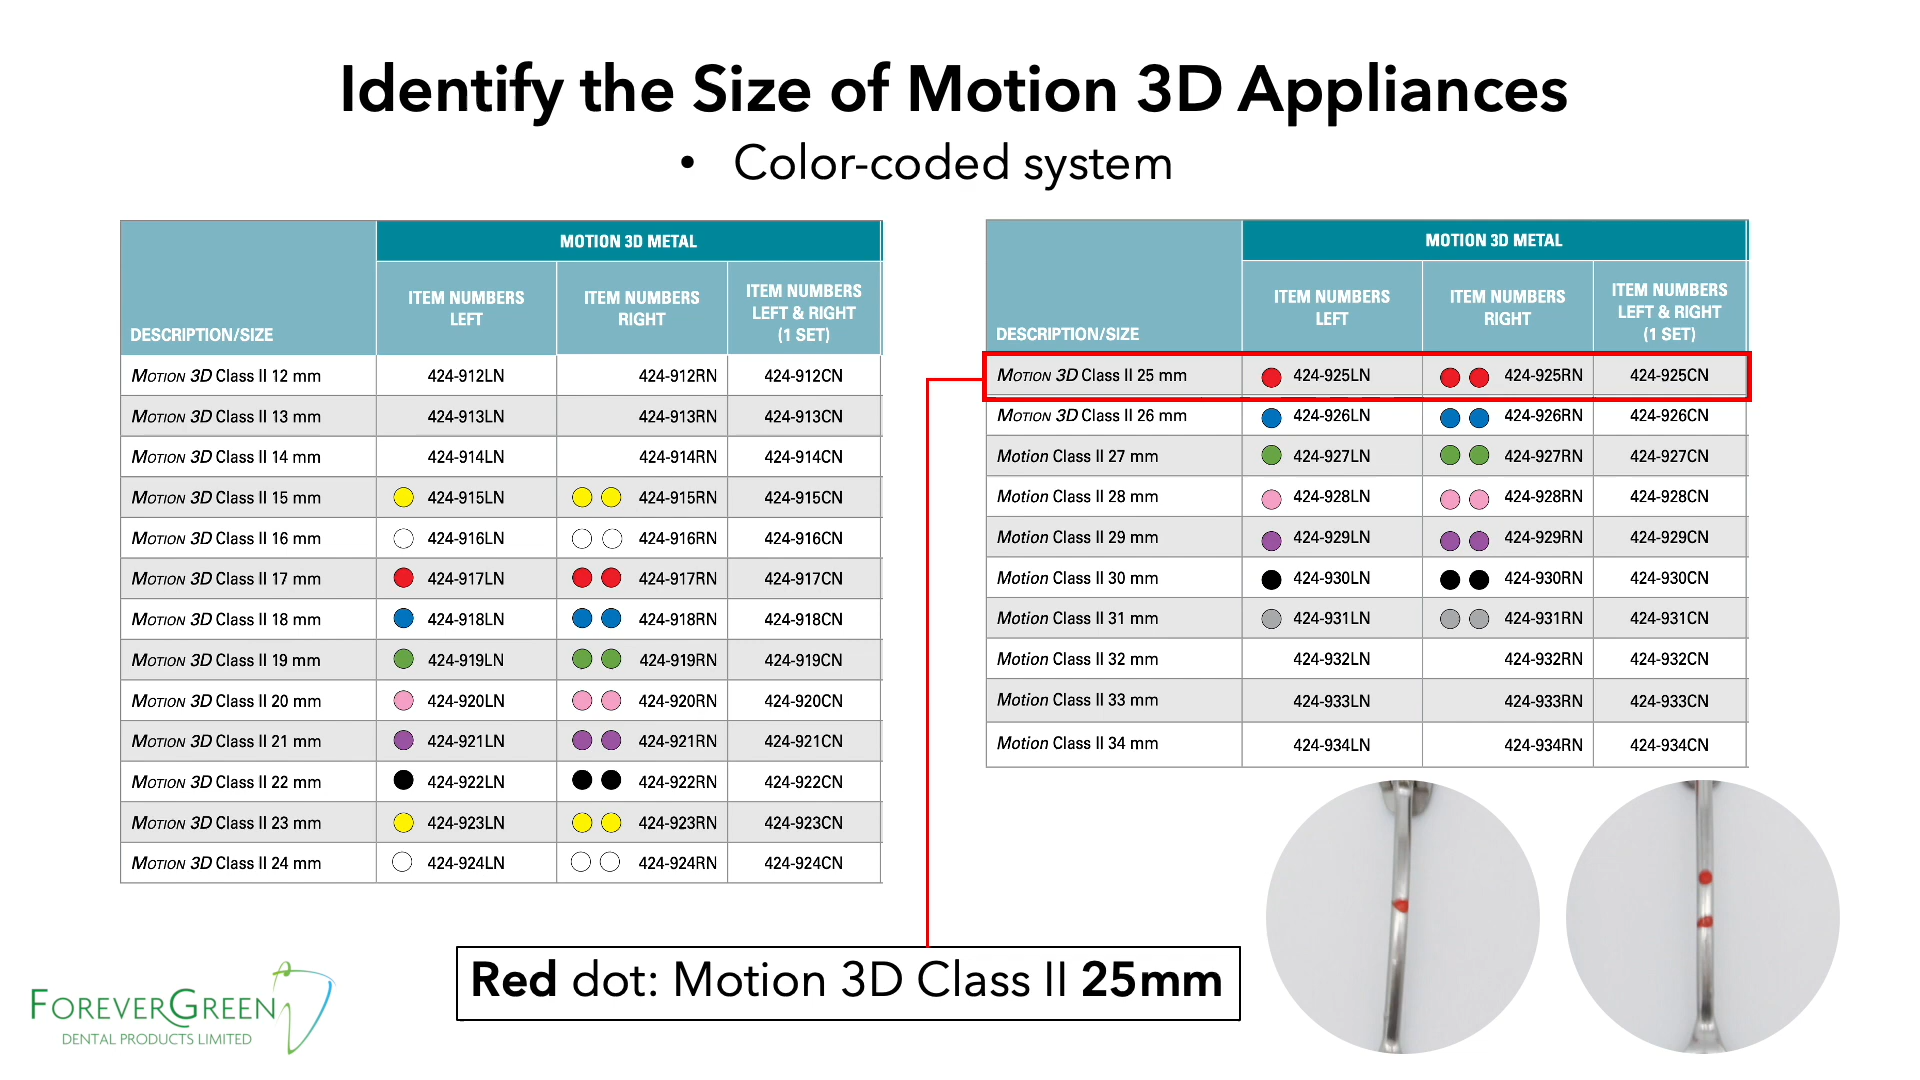 Identify the Size of Motion 3D Appliances
• Color-coded system
MOTION 3D METAL
DESCRIPTION/SIZE
ITEM NUMBERS LEFT
ITEM NUMBERS RIGHT
ITEM NUMBERS LEFT & RIGHT (1 SET)
MOTION 3D Class II 12 mm 424-912LN 424-912RN 424-912CN
MOTION 3D Class II 13 mm 424-913LN 424-913RN 424-913CN
MOTION 3D Class II 14 mm 424-914LN 424-914RN 424-914CN
MOTION 3D Class II 15 mm 424-915LN 424-915RN 424-915CN
MOTION 3D Class II 16 mm 424-916LN 424-916RN 424-916CN
MOTION 3D Class II 17 mm 424-917LN 424-917RN 424-917CN
MOTION 3D Class II 18 mm 424-918LN 424-918RN 424-918CN
MOTION 3D Class II 19 mm 424-919LN 424-919RN 424-919CN
MOTION 3D Class II 20 mm 424-920LN 424-920RN 424-920CN
MOTION 3D Class II 21 mm 424-921LN 424-921RN 424-921CN
MOTION 3D Class II 22 mm 424-922LN 424-922RN 424-922CN
MOTION 3D Class II 23 mm 424-923LN 424-923RN 424-923CN
MOTION 3D Class II 24 mm 424-924LN 424-924RN 424-924CN
MOTION 3D METAL
DESCRIPTION/SIZE
ITEM NUMBERS LEFT
ITEM NUMBERS RIGHT
ITEM NUMBERS LEFT & RIGHT (1 SET)
MOTION 3D Class II 25 mm 424-925LN 424-925RN 424-925CN
MOTION 3D Class II 26 mm 424-926LN 424-926RN 424-926CN
Motion Class II 27 mm 424-927LN 424-927RN 424-927CN
Motion Class II 28 mm 424-928LN 424-928RN 424-928CN
Motion Class II 29 mm 424-929LN 424-929RN 424-929CN
Motion Class II 30 mm 424-930LN 424-930RN 424-930CN
Motion Class II 31 mm 424-931LN 424-931RN 424-931CN
Motion Class II 32 mm 424-932LN 424-932RN 424-932CN
Motion Class II 33 mm 424-933LN 424-933RN 424-933CN
Motion Class II 34 mm 424-934LN 424-934RN 424-934CN
Red dot: Motion 3D Class II 25mm
FOREVERGREEN
DENTAL PRODUCTS LIMITED